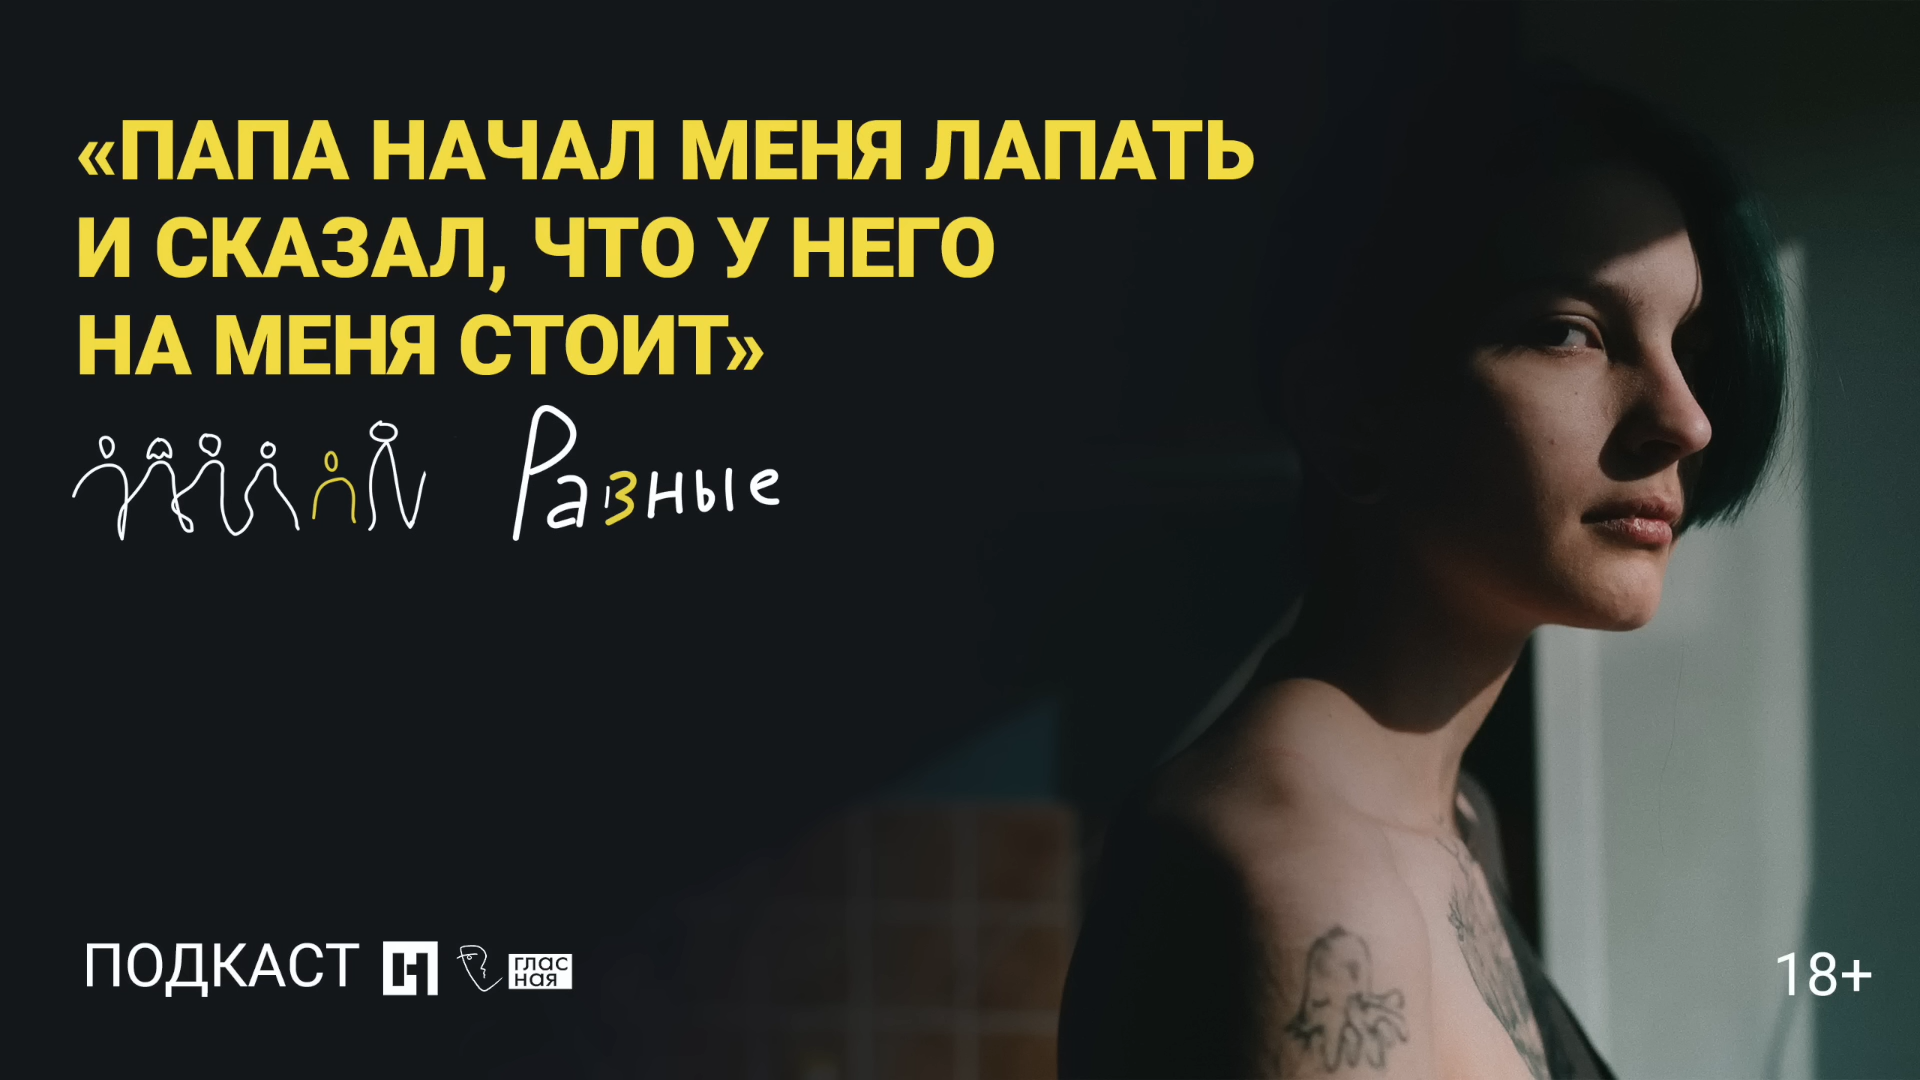 «ПАПА НАЧАЛ МЕНЯ ЛАПАТЬ
И СКАЗАЛ, ЧТО У НЕГО
НА МЕНЯ СТОИТ»
Разные
ПОДКАСТ
глас
ная
18+